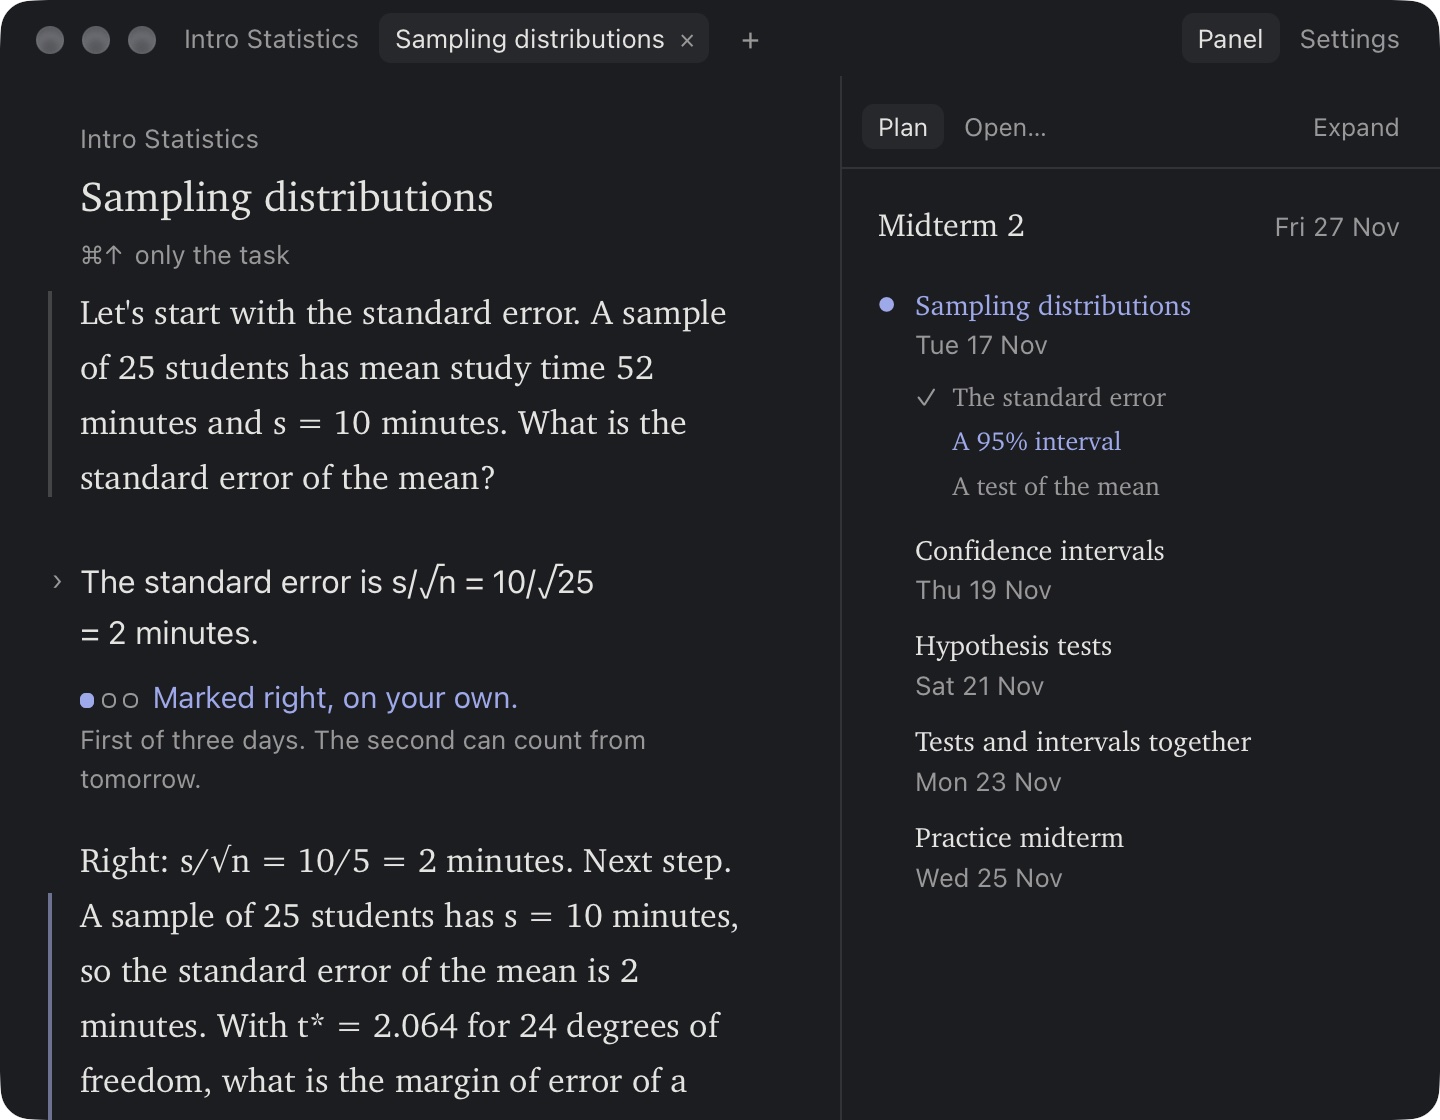 Intro Statistics
Sampling distributions ×
+
Panel
Settings
Intro Statistics
Sampling distributions
⌘↑ only the task
Let's start with the standard error. A sample
of 25 students has mean study time 52
minutes and s = 10 minutes. What is the
standard error of the mean?
› The standard error is s/√n = 10/√25
= 2 minutes.
Marked right, on your own.
First of three days. The second can count from
tomorrow.
Right: s/√n = 10/5 = 2 minutes. Next step.
A sample of 25 students has s = 10 minutes,
so the standard error of the mean is 2
minutes. With t* = 2.064 for 24 degrees of
freedom, what is the margin of error of a
Plan
Open...
Expand
Midterm 2
Fri 27 Nov
Sampling distributions
Tue 17 Nov
✓ The standard error
A 95% interval
A test of the mean
Confidence intervals
Thu 19 Nov
Hypothesis tests
Sat 21 Nov
Tests and intervals together
Mon 23 Nov
Practice midterm
Wed 25 Nov